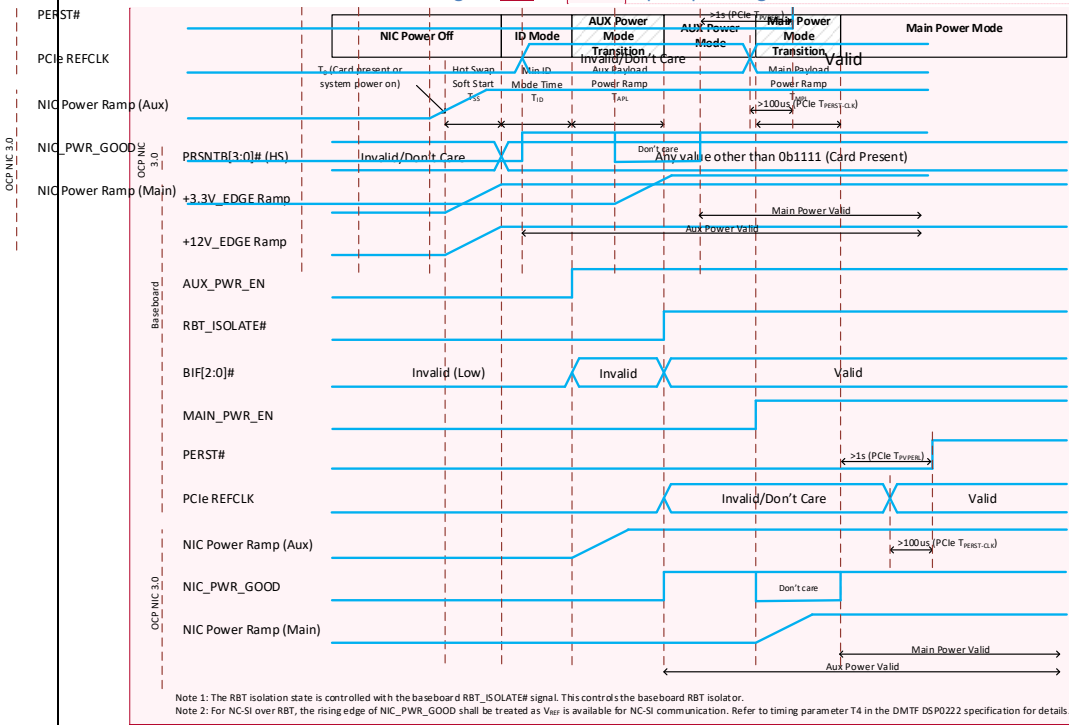 PERST#
>1s (PCIe T
NIC Power Off
ID Mode
AUX Power
Mode
Transition
AUX Power
Mode
Main Power
Mode
Transition
Main Power Mode
PCIe REFCLK
Invalid/Don't Care
Valid
(Card present or
system power on)
Hot Swap
Soft Start
TSS
Min ID
Mode Time
TID
Aux Payload
Power Ramp
TAPL
Main Payload
Power Ramp
TMPL
NIC Power Ramp (Aux)
>100us (PCIe TPERST-CLK)
OCP NIC 3.0
NIC_PWR_GOOD
OCP NIC
3.0
PRSNTB[3:0]# (HS)
Invalid/Don't Care
Don't care
Any value other than 0b1111 (Card Present)
NIC Power Ramp (Main)
+3.3V_EDGE Ramp
Main Power Valid
Aux Power Valid
+12V_EDGE Ramp
Baseboard
AUX_PWR_EN
RBT_ISOLATE#
BIF[2:0]#
Invalid (Low)
Invalid
Valid
MAIN_PWR_EN
PERST#
>1s (PCIe TPVPERL)
PCIe REFCLK
Invalid/Don't Care
Valid
NIC Power Ramp (Aux)
>100us (PCIe TPERST-CLK)
OCP NIC 3.0
NIC_PWR_GOOD
Don't care
NIC Power Ramp (Main)
Main Power Valid
Aux Power Valid
Note 1: The RBT isolation state is controlled with the baseboard RBT_ISOLATE# signal. This controls the baseboard RBT isolator.
Note 2: For NC-SI over RBT, the rising edge of NIC_PWR_GOOD shall be treated as VREF is available for NC-SI communication. Refer to timing parameter T4 in the DMTF DSP0222 specification for details.